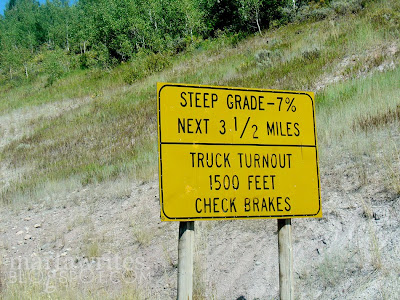 STEEP GRADE-7%
NEXT 3 1/2 MILES
TRUCK TURNOUT
1500 FEET
CHECK BRAKES